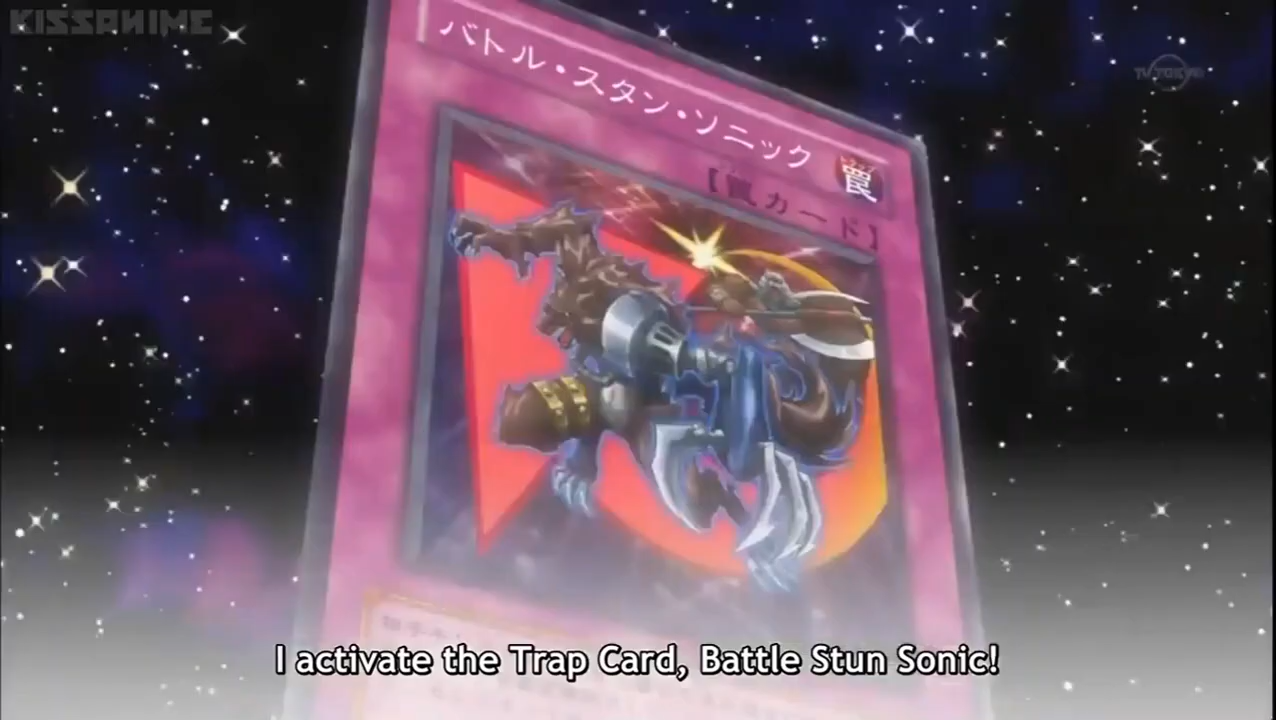 KISSANIME
TV TOKYO
バトル・スタン・ソニック
罠
【罠カード】
I activate the Trap Card, Battle Stun Sonic!